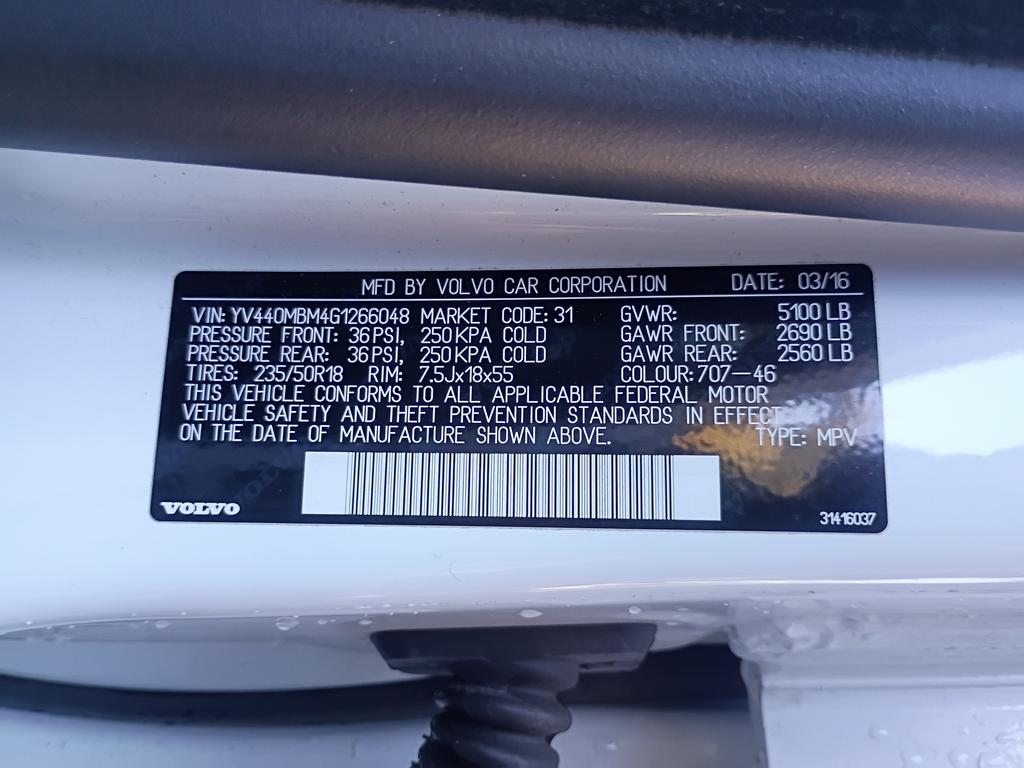 MFD BY VOLVO CAR CORPORATION DATE: 03/16
VIN: YV440MBM4G1266048 MARKET CODE: 31 GVWR: 5100 LB
PRESSURE FRONT: 36 PSI, 250 KPA COLD GAWR FRONT: 2690 LB
PRESSURE REAR: 36 PSI, 250 KPA COLD GAWR REAR: 2560 LB
TIRES: 235/50R18 RIM: 7.5Jx18x55 COLOUR: 707-46
THIS VEHICLE CONFORMS TO ALL APPLICABLE FEDERAL MOTOR
VEHICLE SAFETY AND THEFT PREVENTION STANDARDS IN EFFECT
ON THE DATE OF MANUFACTURE SHOWN ABOVE. TYPE: MPV
VOLVO 31416037